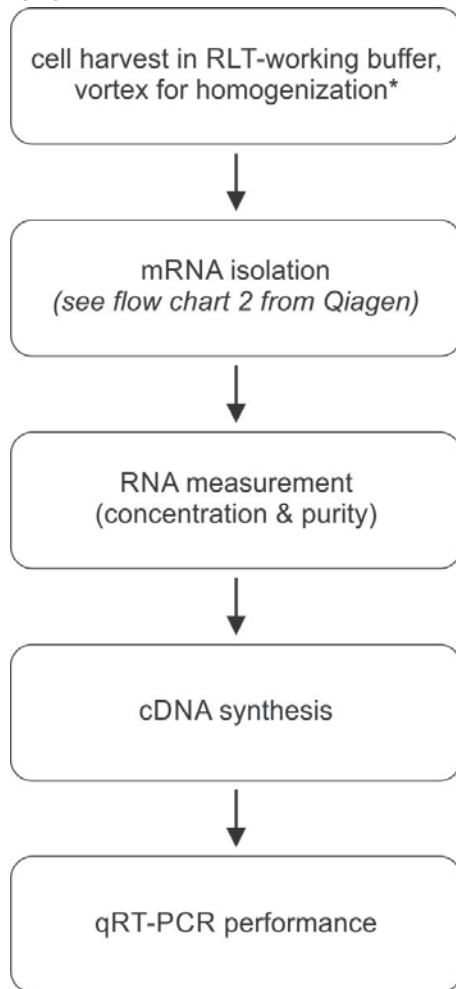 cell harvest in RLT-working buffer,
vortex for homogenization*
mRNA isolation
(see flow chart 2 from Qiagen)
RNA measurement
(concentration & purity)
cDNA synthesis
qRT-PCR performance